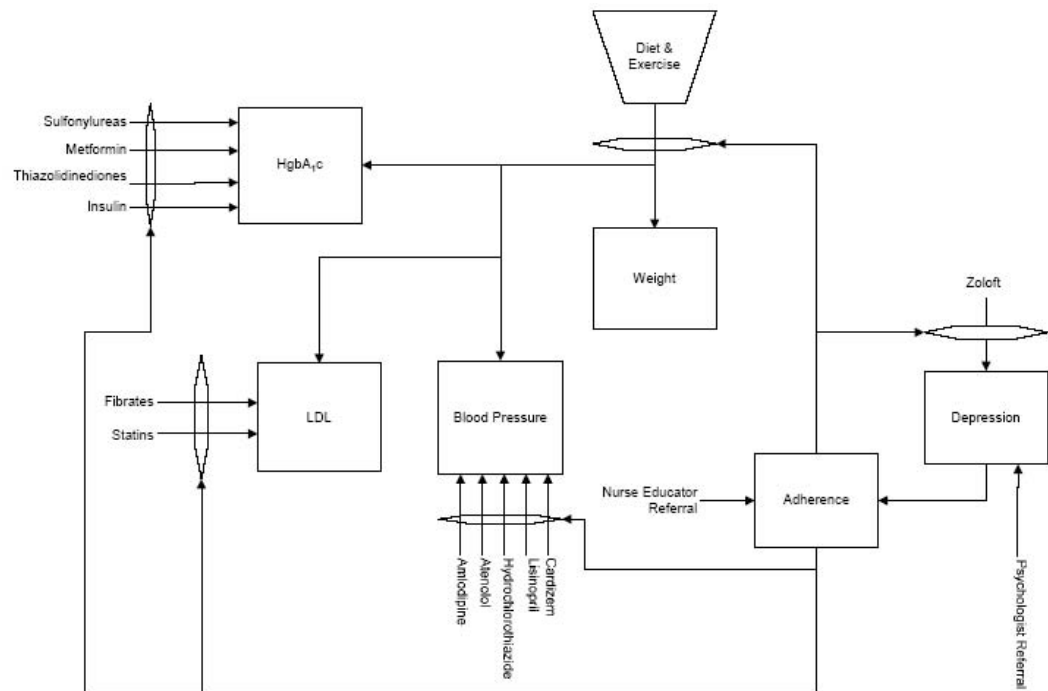 Diet &
Exercise
Sulfonylureas
Metformin
Thiazolidinediones
Insulin
HgbA₁c
Weight
Zoloft
Fibrates
Statins
LDL
Blood Pressure
Depression
Nurse Educator
Referral
Adherence
Amlodipine
Atenolol
Hydrochlorothiazide
Lisinopril
Cardizem
Psychologist Referral